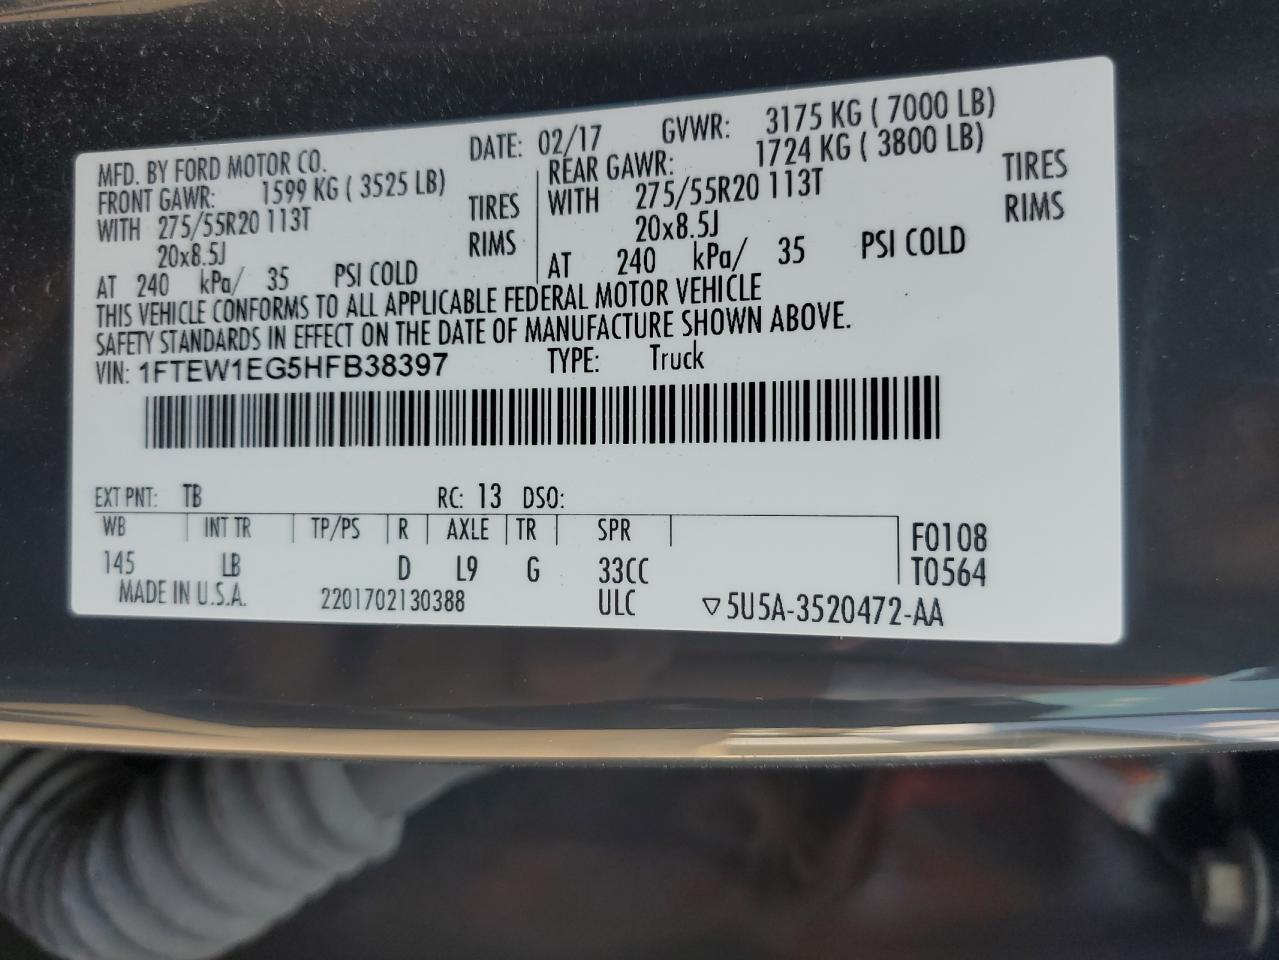 MFD. BY FORD MOTOR CO. DATE: 02/17 GVWR: 3175 KG ( 7000 LB)
FRONT GAWR: 1599 KG ( 3525 LB) REAR GAWR: 1724 KG ( 3800 LB)
WITH 275/55R20 113T TIRES WITH 275/55R20 113T TIRES
20x8.5J RIMS 20x8.5J RIMS
AT 240 kPa/ 35 PSI COLD AT 240 kPa/ 35 PSI COLD
THIS VEHICLE CONFORMS TO ALL APPLICABLE FEDERAL MOTOR VEHICLE
SAFETY STANDARDS IN EFFECT ON THE DATE OF MANUFACTURE SHOWN ABOVE.
VIN: 1FTEW1EG5HFB38397 TYPE: Truck
EXT PNT: TB RC: 13 DSO:
WB INT TR TP/PS R AXLE TR SPR F0108
145 LB D L9 G 33CC T0564
MADE IN U.S.A. 2201702130388 ULC ▽5U5A-3520472-AA